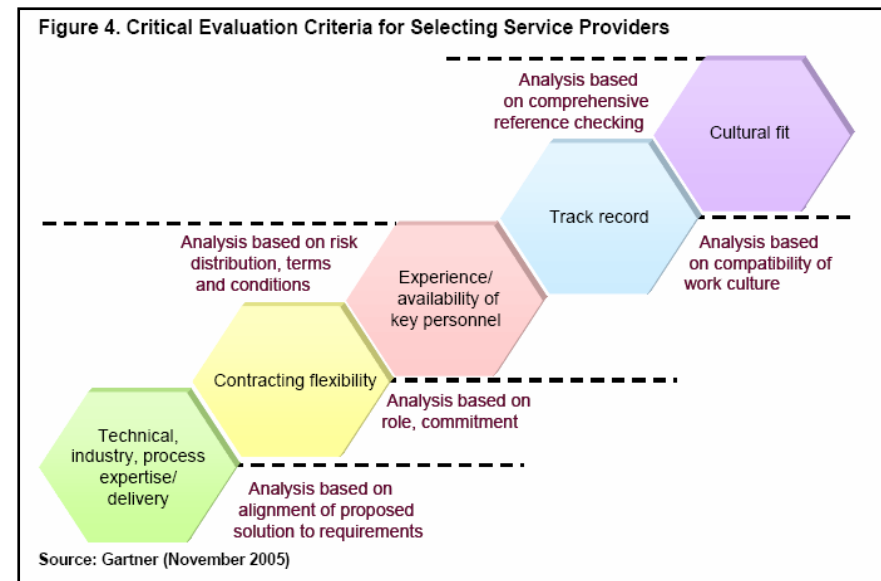 Figure 4. Critical Evaluation Criteria for Selecting Service Providers
Analysis based
on comprehensive
reference checking
Cultural fit
Track record
Analysis based
on compatibility of
work culture
Analysis based on risk
distribution, terms
and conditions
Experience/
availability of
key personnel
Contracting flexibility
Analysis based on
role, commitment
Technical,
industry, process
expertise/
delivery
Analysis based on
alignment of proposed
solution to requirements
Source: Gartner (November 2005)